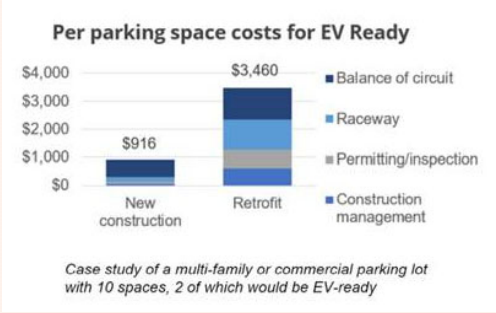 Per parking space costs for EV Ready
$4,000
$3,000
$2,000
$1,000
$0
$916
$3,460
New
construction
Retrofit
Balance of circuit
Raceway
Permitting/inspection
Construction
management
Case study of a multi-family or commercial parking lot
with 10 spaces, 2 of which would be EV-ready